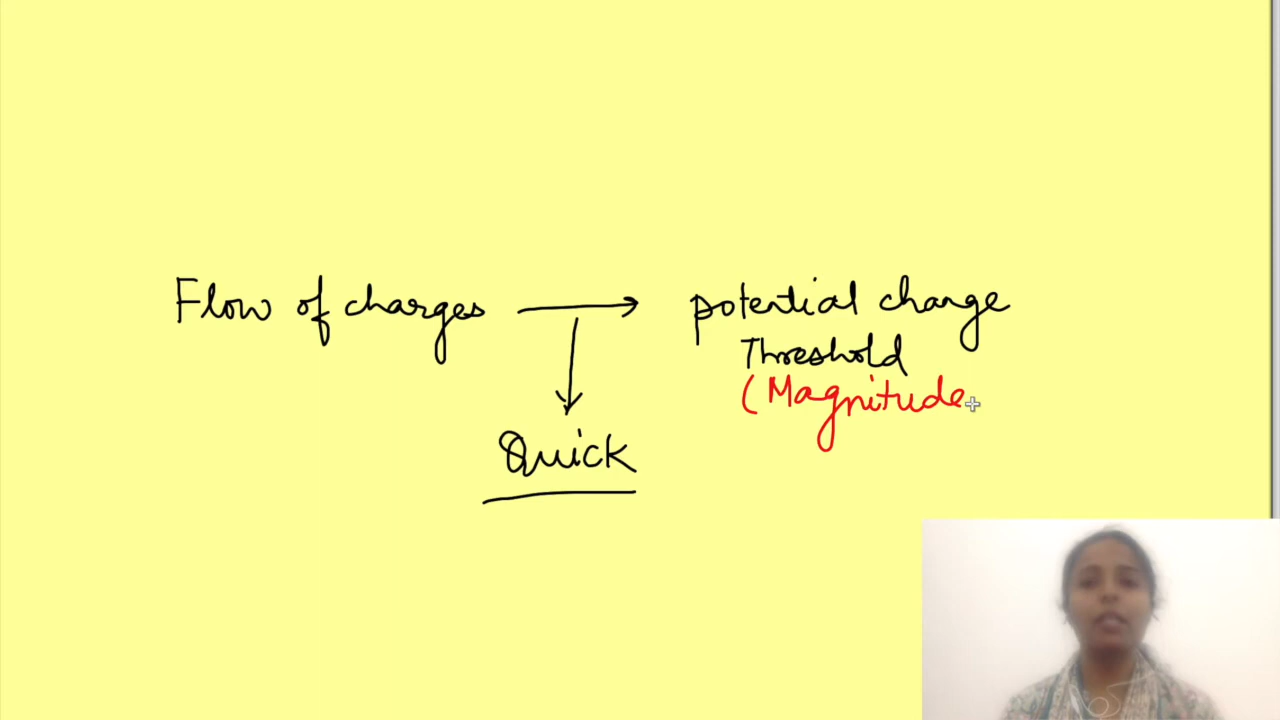 Flow of charges → potential change
Threshold
(Magnitude
Quick